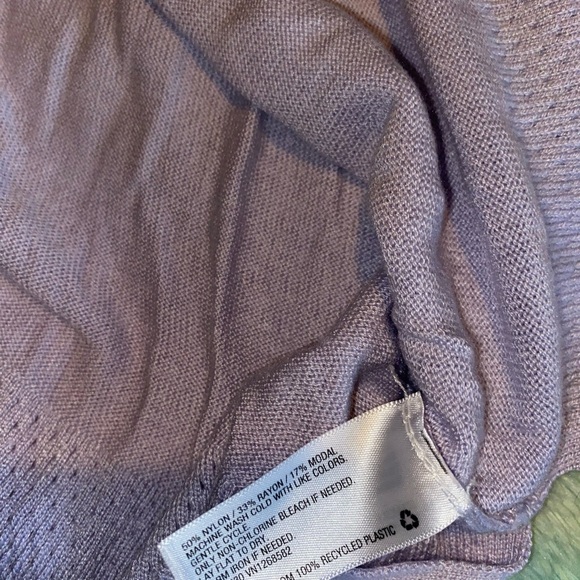 50% NYLON / 33% RAYON / 17% MODAL
MACHINE WASH COLD WITH LIKE COLORS.
GENTLE CYCLE.
ONLY NON-CHLORINE BLEACH IF NEEDED.
LAY FLAT TO DRY.
IRON IF NEEDED.
VN1268582
100% RECYCLED PLASTIC